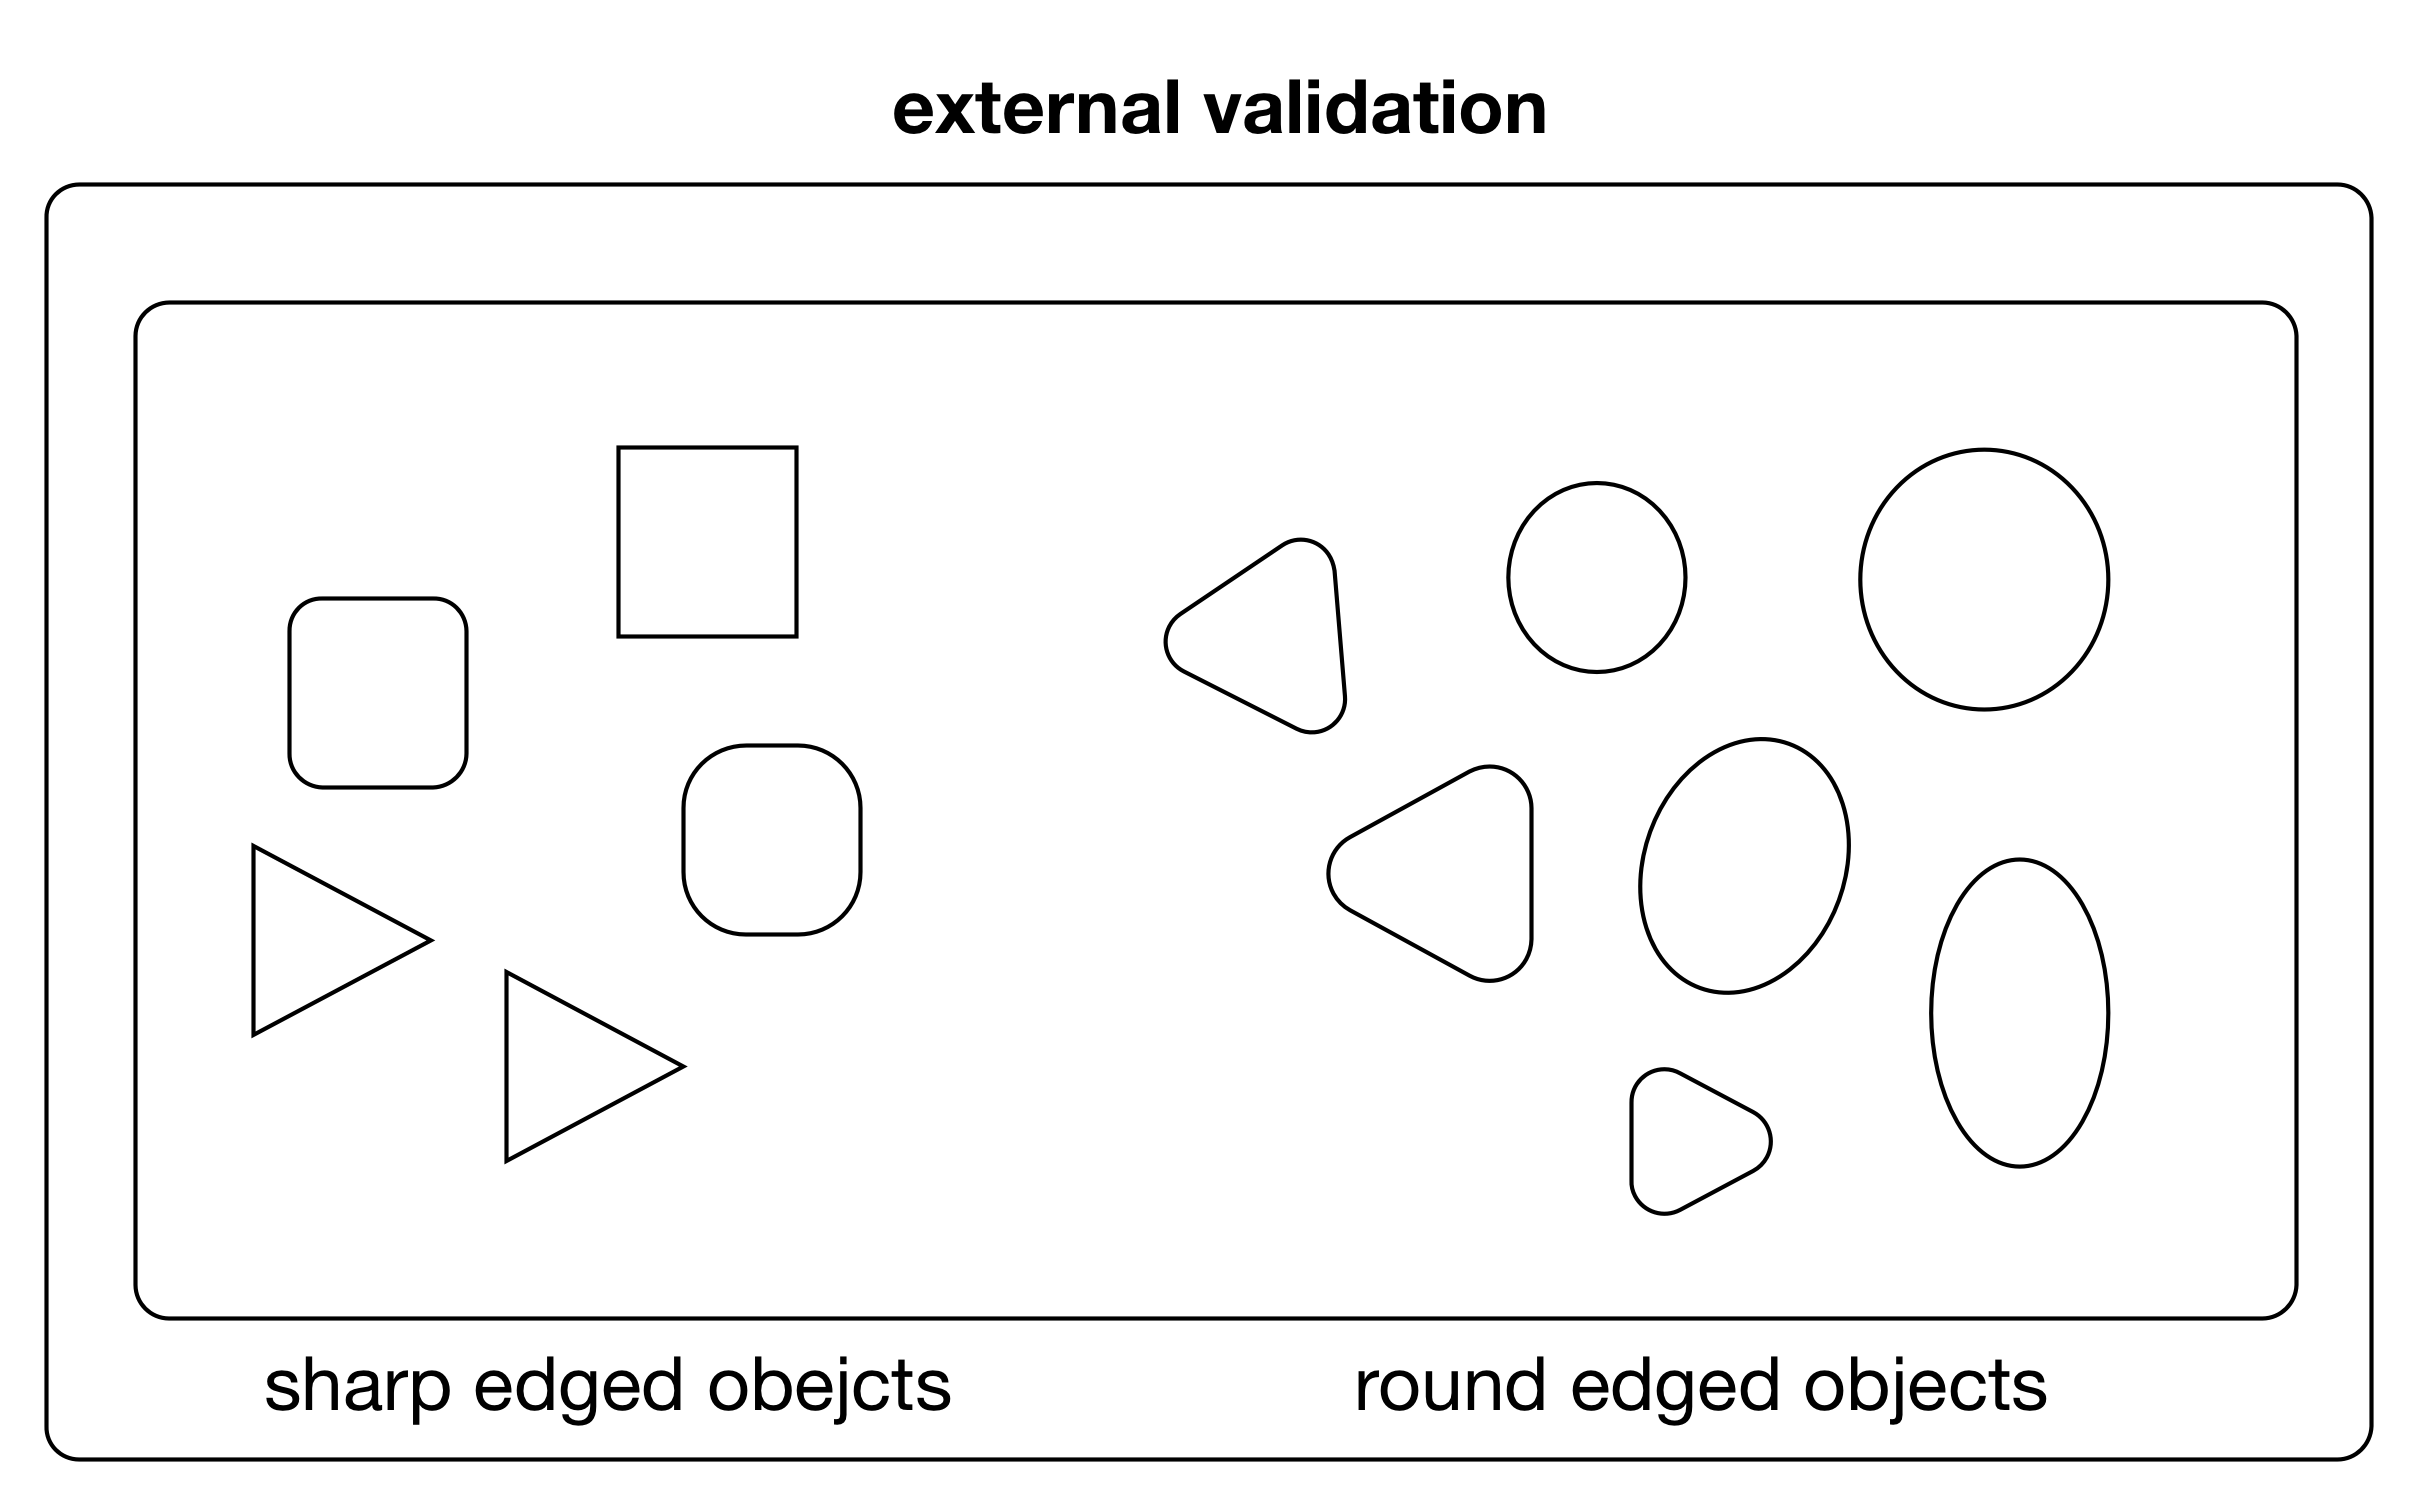 external validation
sharp edged obejcts
round edged objects